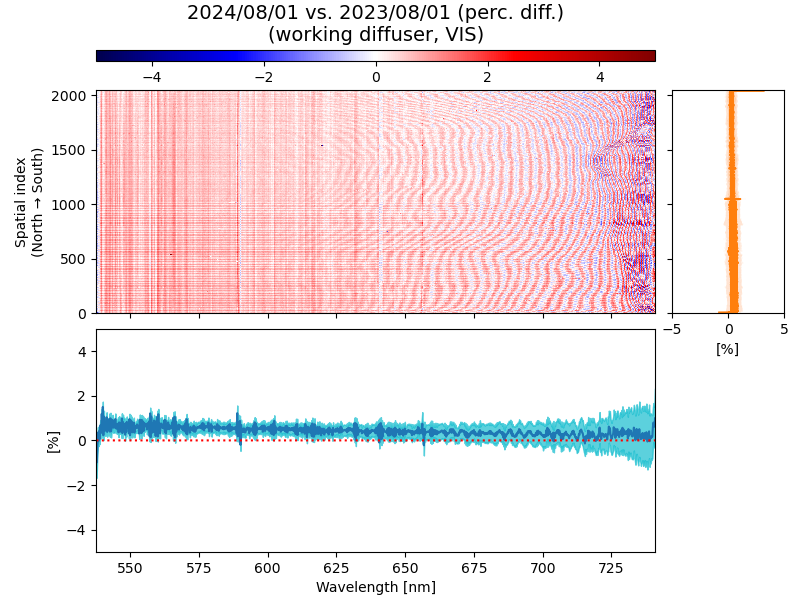 2024/08/01 vs. 2023/08/01 (perc. diff.)
(working diffuser, VIS)
−4 −2 0 2 4
Spatial index
(North → South)
2000
1500
1000
500
0
−5 0 5
[%]
[%]
4
2
0
−2
−4
550 575 600 625 650 675 700 725
Wavelength [nm]